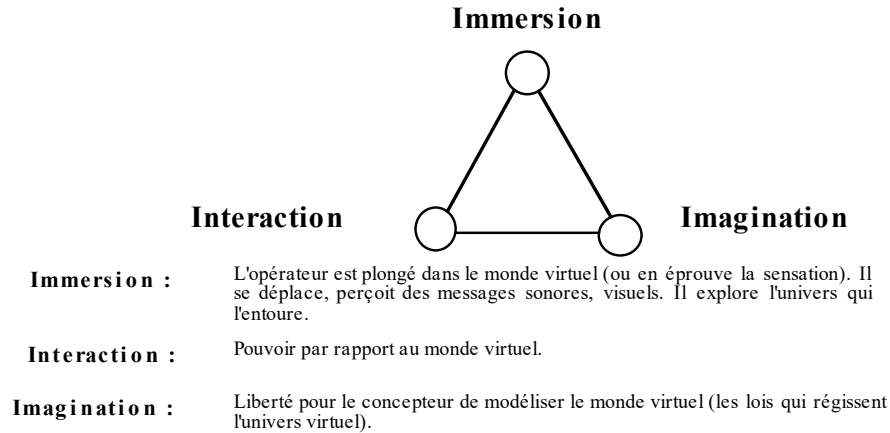 Immersion
Interaction
Imagination
Immersion :
L'opérateur est plongé dans le monde virtuel (ou en éprouve la sensation). Il
se déplace, perçoit des messages sonores, visuels. Il explore l'univers qui
l'entoure.
Interaction :
Pouvoir par rapport au monde virtuel.
Imagination :
Liberté pour le concepteur de modéliser le monde virtuel (les lois qui régissent
l'univers virtuel).